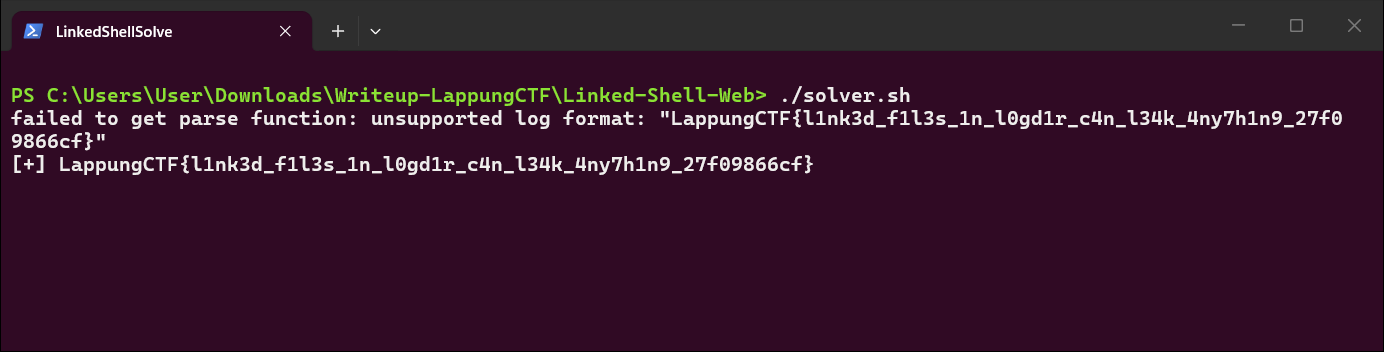 LinkedShellSolve
PS C:\Users\User\Downloads\Writeup-LappungCTF\Linked-Shell-Web> ./solver.sh
failed to get parse function: unsupported log format: "LappungCTF{l1nk3d_f1l3s_1n_l0gd1r_c4n_l34k_4ny7h1n9_27f0
9866cf}"
[+] LappungCTF{l1nk3d_f1l3s_1n_l0gd1r_c4n_l34k_4ny7h1n9_27f09866cf}